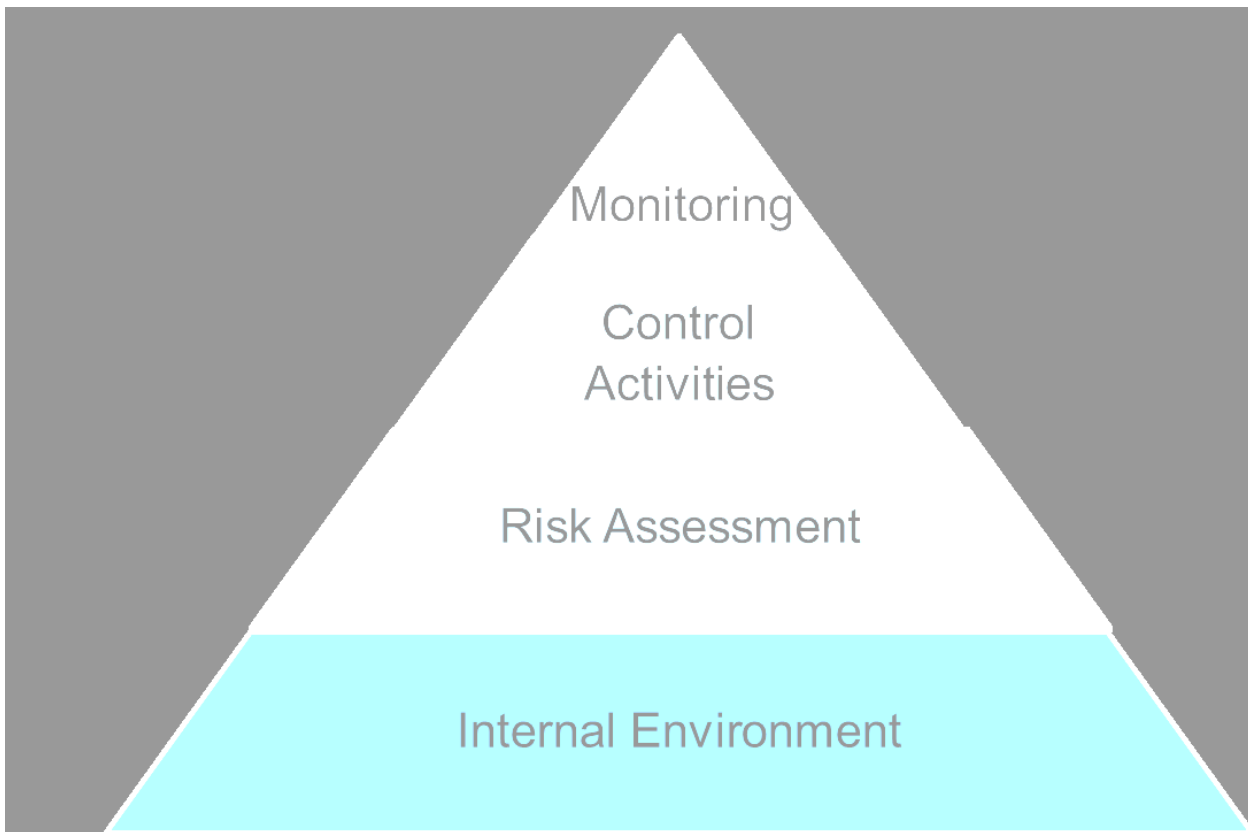 Monitoring
Control
Activities
Risk Assessment
Internal Environment